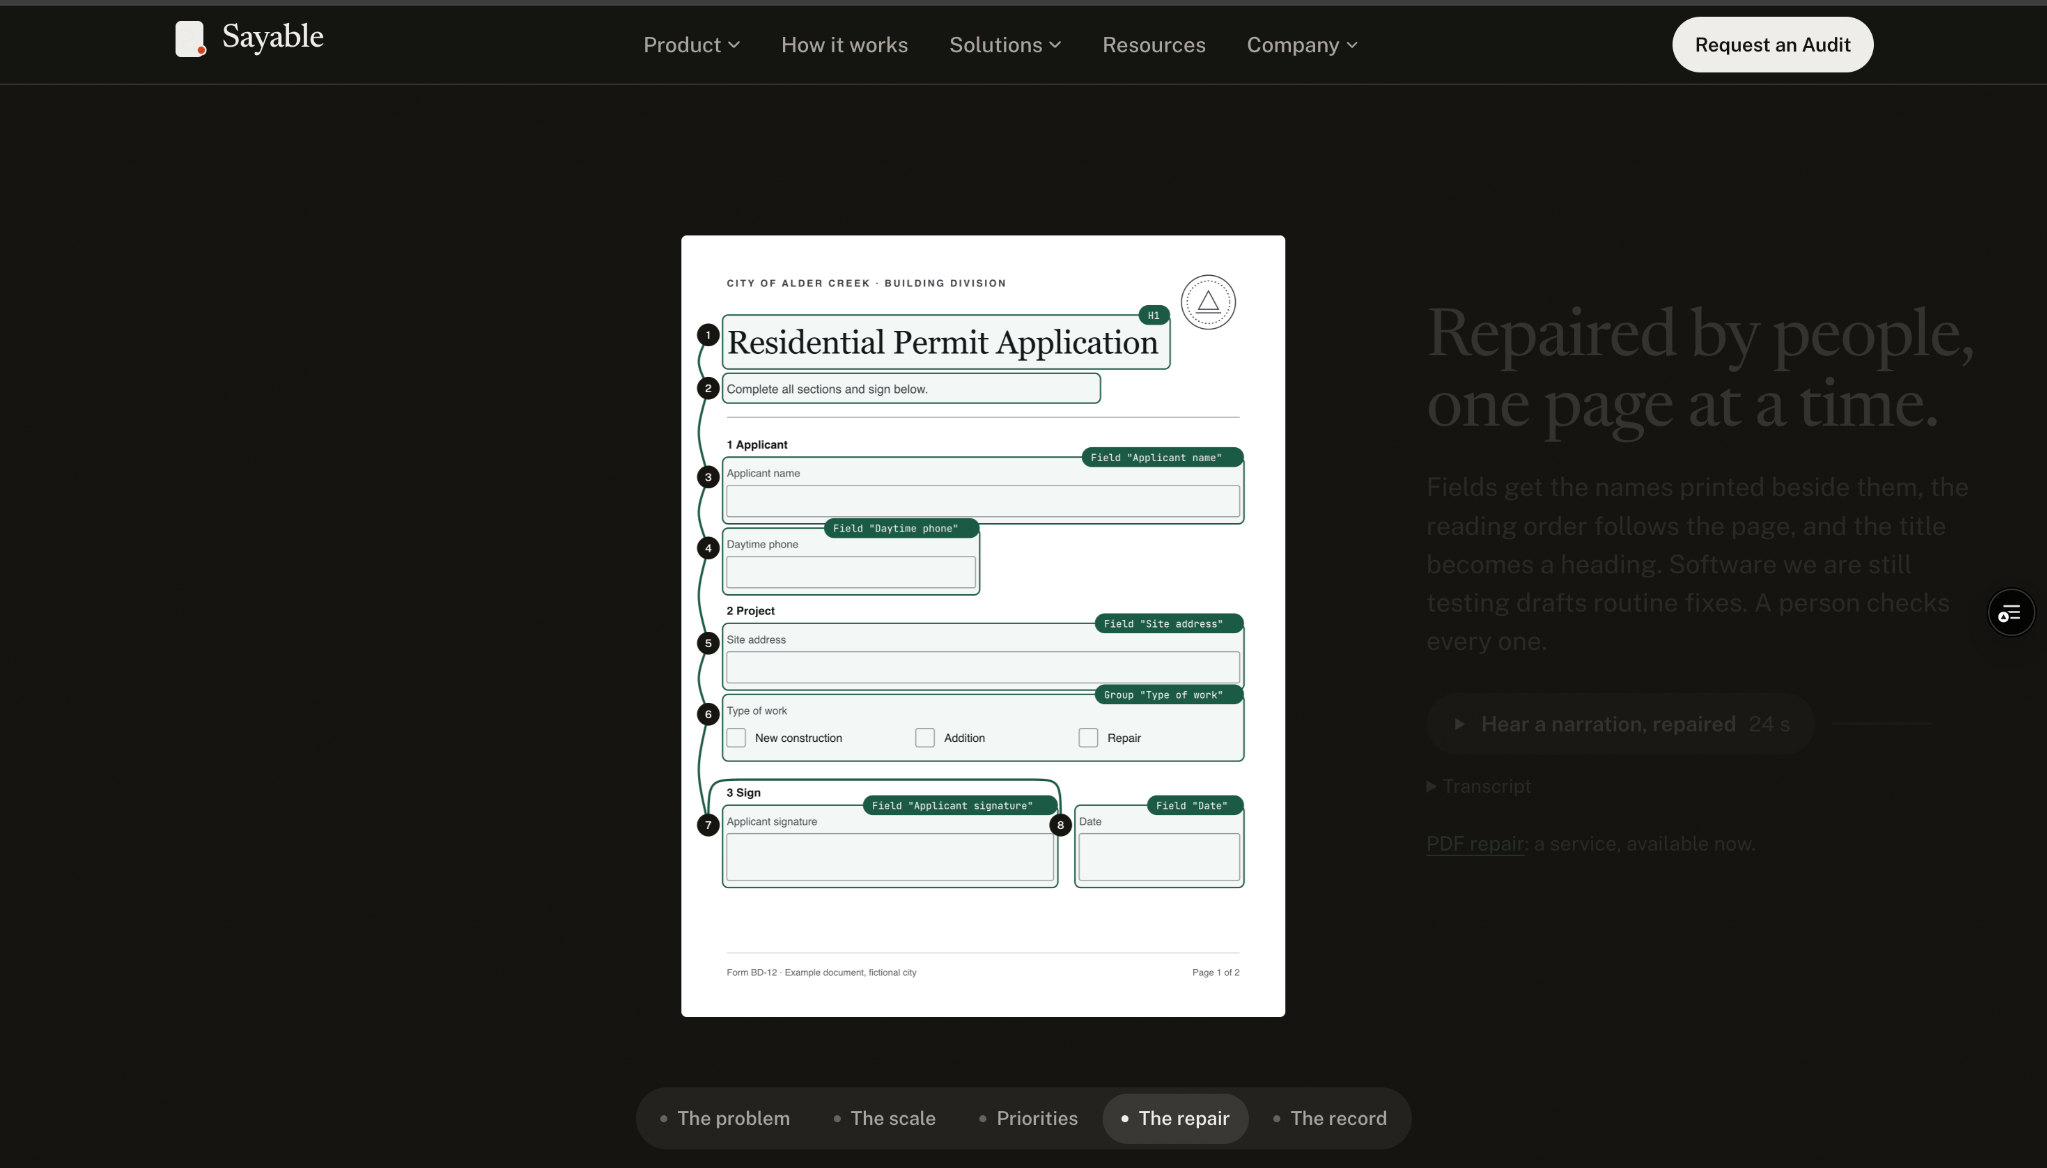 Sayable
Product
How it works
Solutions
Resources
Company
Request an Audit
CITY OF ALDER CREEK · BUILDING DIVISION
H1
1
Residential Permit Application
2
Complete all sections and sign below.
1 Applicant
Field "Applicant name"
3
Applicant name
Field "Daytime phone"
4
Daytime phone
2 Project
Field "Site address"
5
Site address
Group "Type of work"
6
Type of work
New construction
Addition
Repair
3 Sign
Field "Applicant signature"
Field "Date"
7
Applicant signature
8
Date
Form BD-12 · Example document, fictional city
Page 1 of 2
Repaired by people,
one page at a time.
Fields get the names printed beside them, the
reading order follows the page, and the title
becomes a heading. Software we are still
testing drafts routine fixes. A person checks
every one.
Hear a narration, repaired 24 s
Transcript
PDF repair: a service, available now.
The problem
The scale
Priorities
The repair
The record